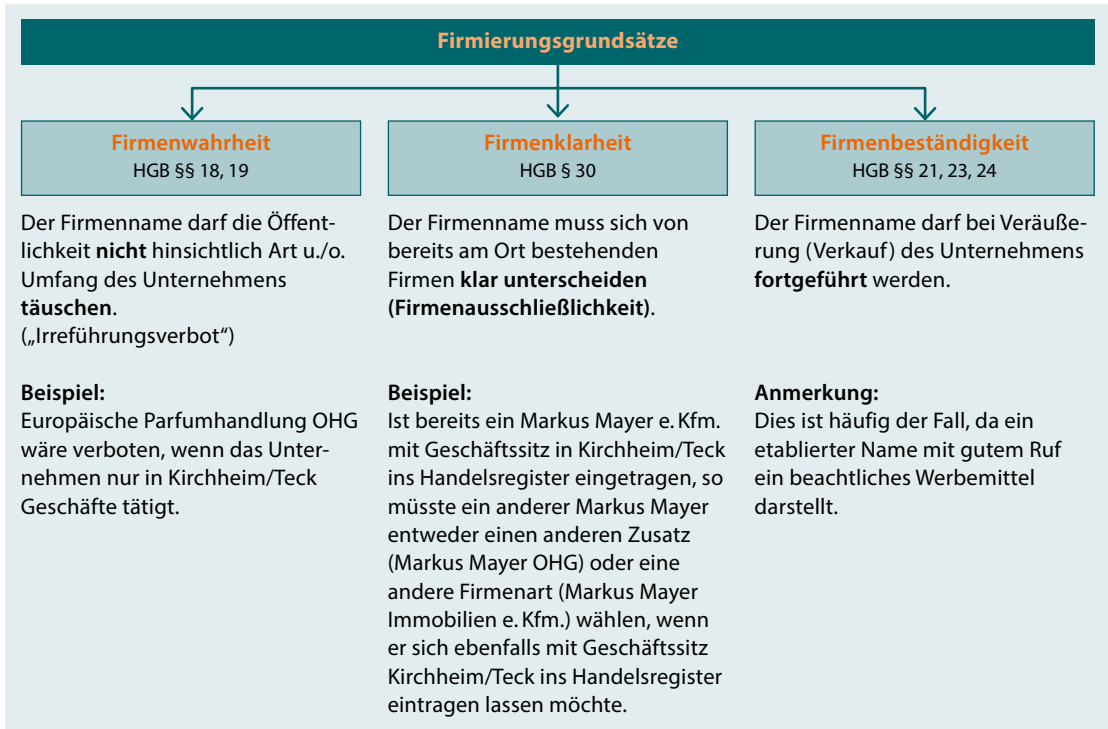 Firmierungsgrundsätze
Firmenwahrheit
HGB §§ 18, 19
Der Firmenname darf die Öffent-
lichkeit nicht hinsichtlich Art u./o.
Umfang des Unternehmens
täuschen.
(„Irreführungsverbot“)
Beispiel:
Europäische Parfumhandlung OHG
wäre verboten, wenn das Unter-
nehmen nur in Kirchheim/Teck
Geschäfte tätigt.
Firmenklarheit
HGB § 30
Der Firmenname muss sich von
bereits am Ort bestehenden
Firmen klar unterscheiden
(Firmenausschließlichkeit).
Beispiel:
Ist bereits ein Markus Mayer e. Kfm.
mit Geschäftssitz in Kirchheim/Teck
ins Handelsregister eingetragen, so
müsste ein anderer Markus Mayer
entweder einen anderen Zusatz
(Markus Mayer OHG) oder eine
andere Firmenart (Markus Mayer
Immobilien e. Kfm.) wählen, wenn
er sich ebenfalls mit Geschäftssitz
Kirchheim/Teck ins Handelsregister
eintragen lassen möchte.
Firmenbeständigkeit
HGB §§ 21, 23, 24
Der Firmenname darf bei Veräuße-
rung (Verkauf) des Unternehmens
fortgeführt werden.
Anmerkung:
Dies ist häufig der Fall, da ein
etablierter Name mit gutem Ruf
ein beachtliches Werbemittel
darstellt.